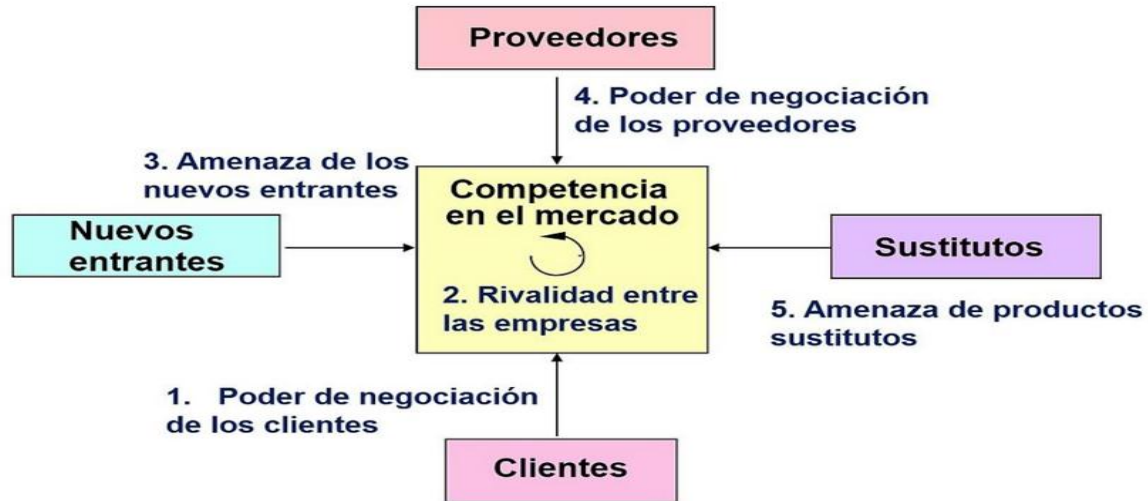 Proveedores
4. Poder de negociación
de los proveedores
3. Amenaza de los
nuevos entrantes
Competencia
en el mercado
Nuevos
entrantes
Sustitutos
2. Rivalidad entre
las empresas
5. Amenaza de productos
sustitutos
1. Poder de negociación
de los clientes
Clientes